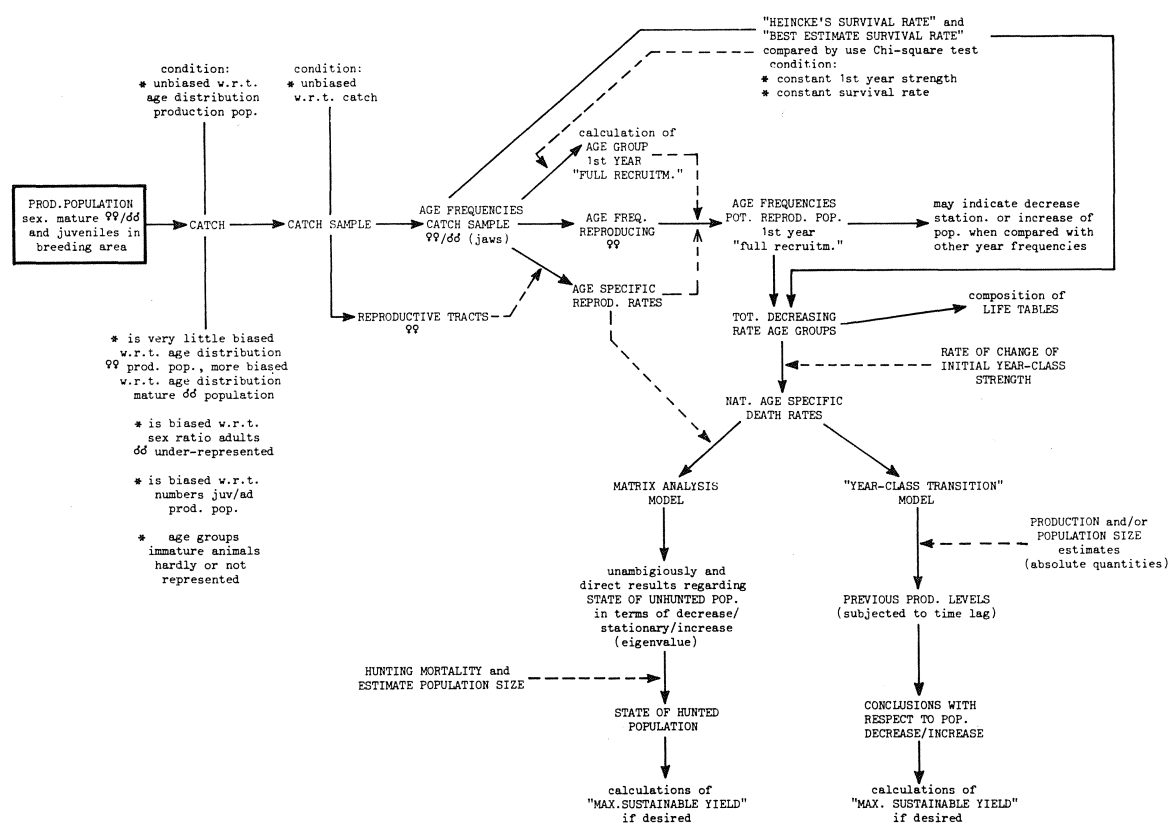 "HEINCKE'S SURVIVAL RATE" and
"BEST ESTIMATE SURVIVAL RATE"
compared by use Chi-square test
condition:
* constant 1st year strength
* constant survival rate
condition:
* unbiased w.r.t.
age distribution
production pop.
condition:
* unbiased
w.r.t. catch
calculation of
AGE GROUP
1st YEAR
"FULL RECRUITM."
PROD.POPULATION
sex. mature ♀♀/♂♂
and juveniles in
breeding area
CATCH
CATCH SAMPLE
AGE FREQUENCIES
CATCH SAMPLE
♀♀/♂♂ (jaws)
AGE FREQ.
REPRODUCING
♀♀
AGE FREQUENCIES
POT. REPROD. POP.
1st year
"full recruitm."
may indicate decrease
station. or increase of
pop. when compared with
other year frequencies
AGE SPECIFIC
REPROD. RATES
REPRODUCTIVE TRACTS
♀♀
TOT. DECREASING
RATE AGE GROUPS
composition of
LIFE TABLES
* is very little biased
w.r.t. age distribution
♀♀ prod. pop., more biased
w.r.t. age distribution
mature ♂♂ population
* is biased w.r.t.
sex ratio adults
♂♂ under-represented
* is biased w.r.t.
numbers juv/ad
prod. pop.
* age groups
immature animals
hardly or not
represented
RATE OF CHANGE OF
INITIAL YEAR-CLASS
STRENGTH
NAT. AGE SPECIFIC
DEATH RATES
MATRIX ANALYSIS
MODEL
"YEAR-CLASS TRANSITION"
MODEL
PRODUCTION and/or
POPULATION SIZE
estimates
(absolute quantities)
unambigiously and
direct results regarding
STATE OF UNHUNTED POP.
in terms of decrease/
stationary/increase
(eigenvalue)
PREVIOUS PROD. LEVELS
(subjected to time lag)
HUNTING MORTALITY and
ESTIMATE POPULATION SIZE
STATE OF HUNTED
POPULATION
CONCLUSIONS WITH
RESPECT TO POP.
DECREASE/INCREASE
calculations of
"MAX.SUSTAINABLE YIELD"
if desired
calculations of
"MAX. SUSTAINABLE YIELD"
if desired